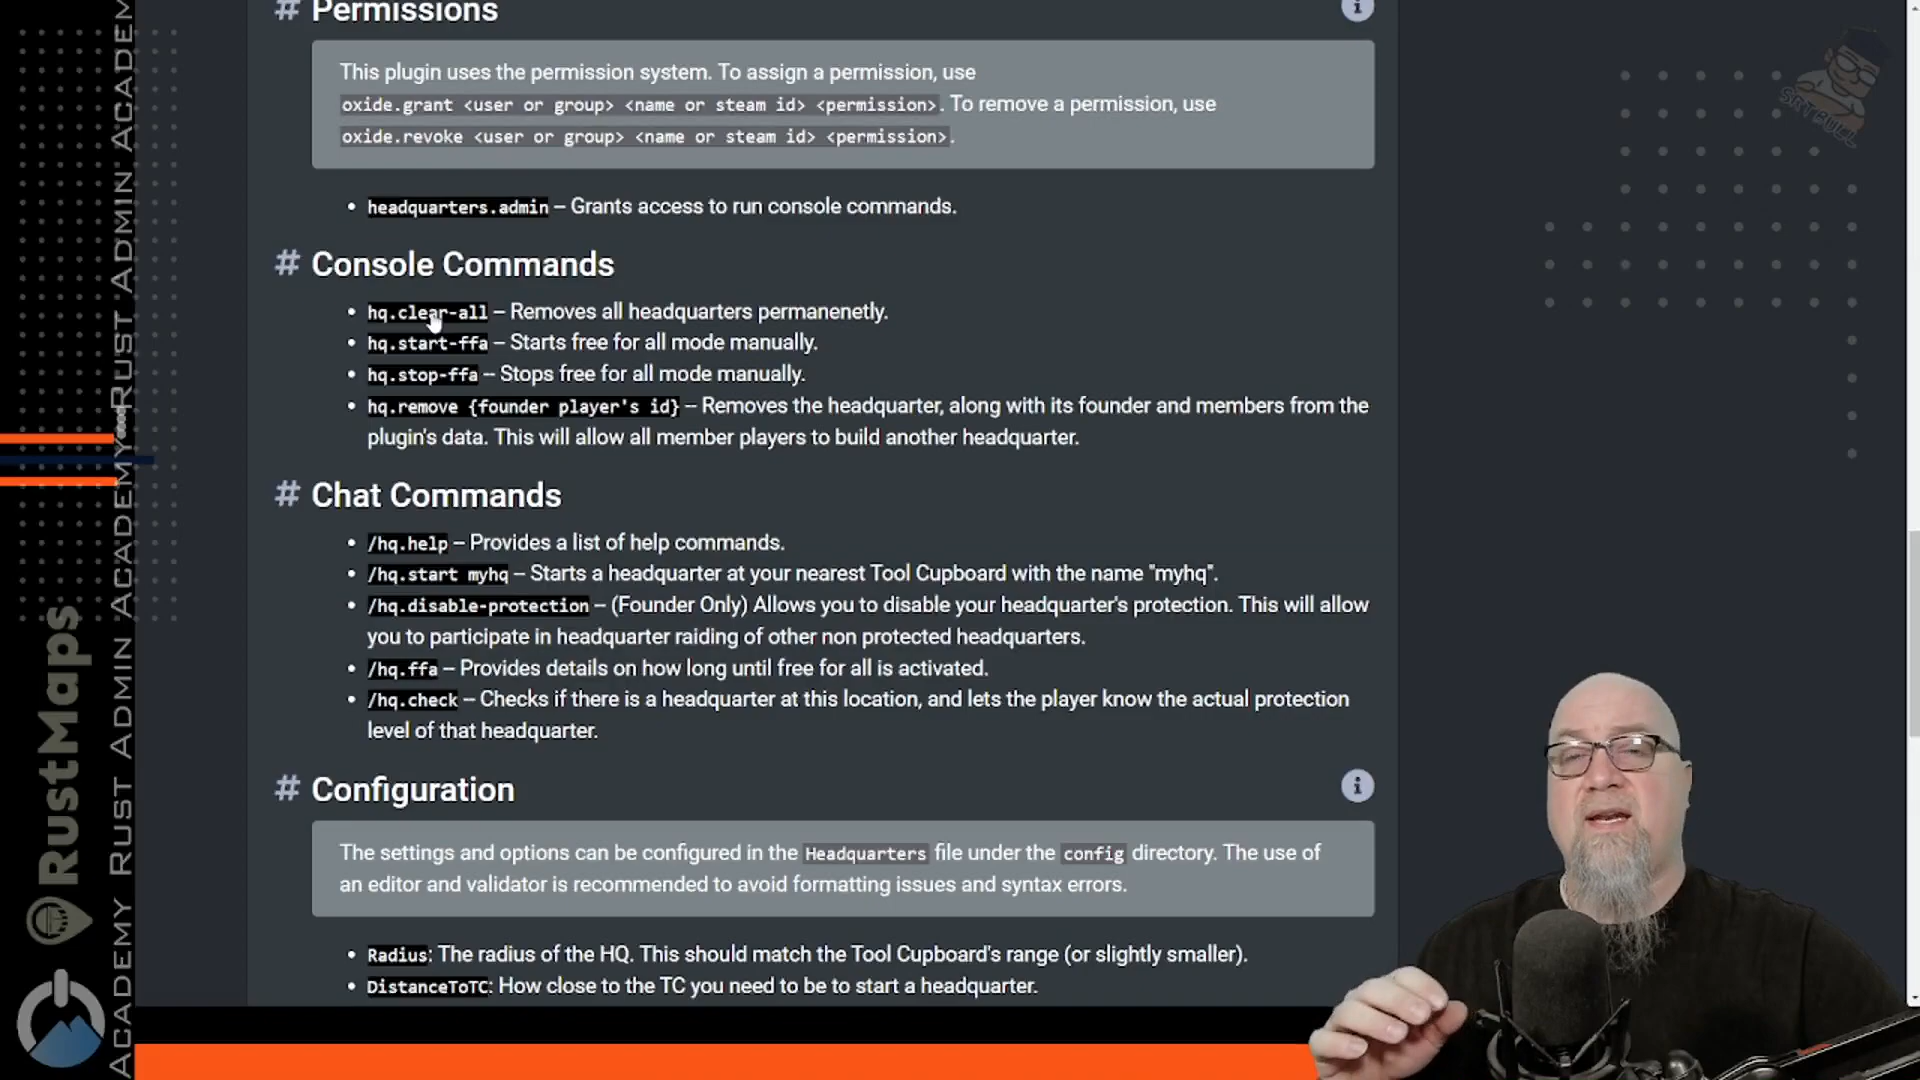 # Permissions
This plugin uses the permission system. To assign a permission, use
oxide.grant <user or group> <name or steam id> <permission>. To remove a permission, use
oxide.revoke <user or group> <name or steam id> <permission>.
headquarters.admin – Grants access to run console commands.
# Console Commands
hq.clear-all – Removes all headquarters permanenetly.
hq.start-ffa – Starts free for all mode manually.
hq.stop-ffa – Stops free for all mode manually.
hq.remove {founder player's id} – Removes the headquarter, along with its founder and members from the
plugin's data. This will allow all member players to build another headquarter.
# Chat Commands
/hq.help – Provides a list of help commands.
/hq.start myhq – Starts a headquarter at your nearest Tool Cupboard with the name "myhq".
/hq.disable-protection – (Founder Only) Allows you to disable your headquarter's protection. This will allow
you to participate in headquarter raiding of other non protected headquarters.
/hq.ffa – Provides details on how long until free for all is activated.
/hq.check – Checks if there is a headquarter at this location, and lets the player know the actual protection
level of that headquarter.
# Configuration
The settings and options can be configured in the Headquarters file under the config directory. The use of
an editor and validator is recommended to avoid formatting issues and syntax errors.
Radius: The radius of the HQ. This should match the Tool Cupboard's range (or slightly smaller).
DistanceToTC: How close to the TC you need to be to start a headquarter.
RustMaps
ACADEMY RUST ADMIN ACADEMY RUST ADMIN ACADEM
SRTBULL